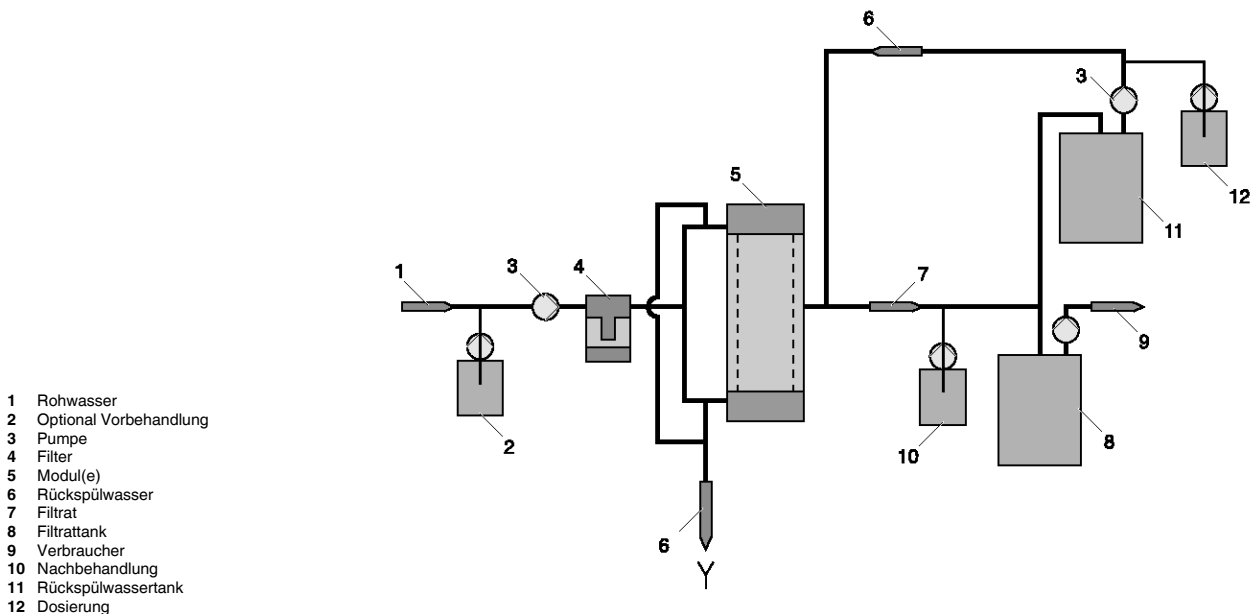 6
3
12
11
5
1
3
4
7
9
2
10
8
6
1 Rohwasser
2 Optional Vorbehandlung
3 Pumpe
4 Filter
5 Modul(e)
6 Rückspülwasser
7 Filtrat
8 Filtrattank
9 Verbraucher
10 Nachbehandlung
11 Rückspülwassertank
12 Dosierung